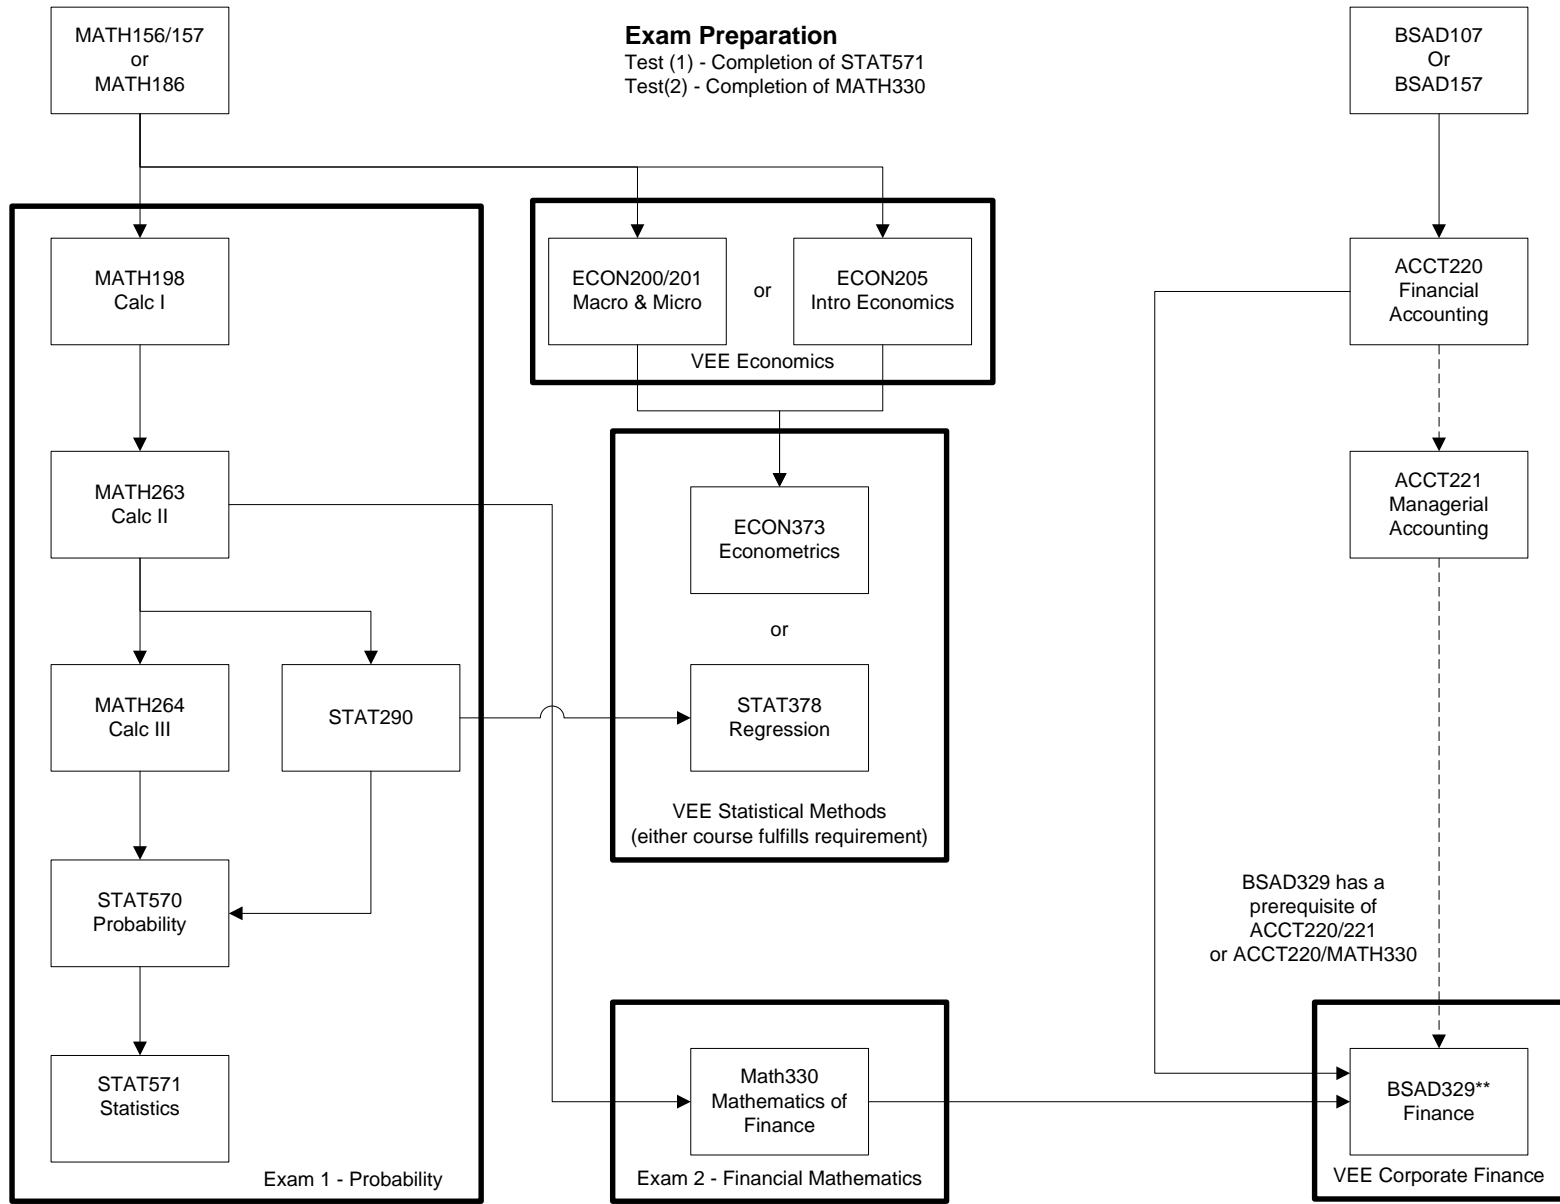 MATH156/157
or
MATH186
Exam Preparation
Test (1) - Completion of STAT571
Test(2) - Completion of MATH330
BSAD107
Or
BSAD157
MATH198
Calc I
ECON200/201
Macro & Micro
or
ECON205
Intro Economics
VEE Economics
ACCT220
Financial
Accounting
MATH263
Calc II
ECON373
Econometrics
ACCT221
Managerial
Accounting
or
MATH264
Calc III
STAT290
STAT378
Regression
VEE Statistical Methods
(either course fulfills requirement)
STAT570
Probability
BSAD329 has a
prerequisite of
ACCT220/221
or ACCT220/MATH330
STAT571
Statistics
Exam 1 - Probability
Math330
Mathematics of
Finance
Exam 2 - Financial Mathematics
BSAD329**
Finance
VEE Corporate Finance